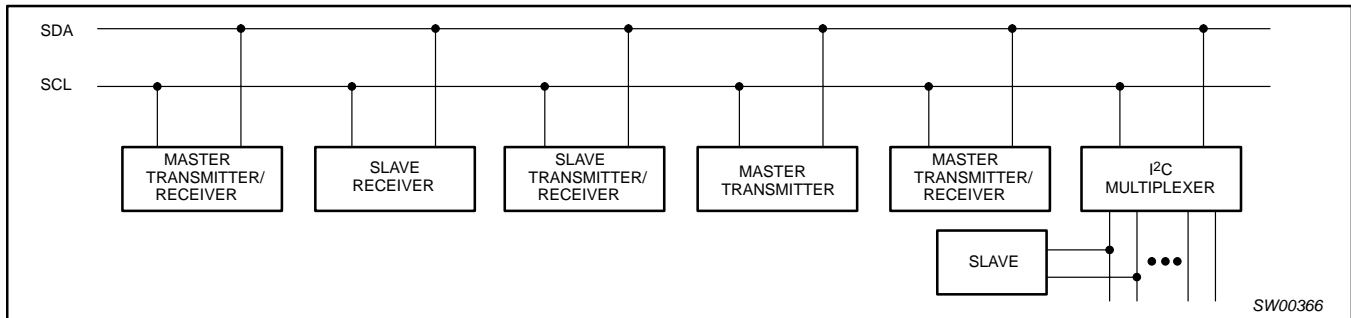 SDA
SCL
MASTER
TRANSMITTER/
RECEIVER
SLAVE
RECEIVER
SLAVE
TRANSMITTER/
RECEIVER
MASTER
TRANSMITTER
MASTER
TRANSMITTER/
RECEIVER
I²C
MULTIPLEXER
SLAVE
SW00366